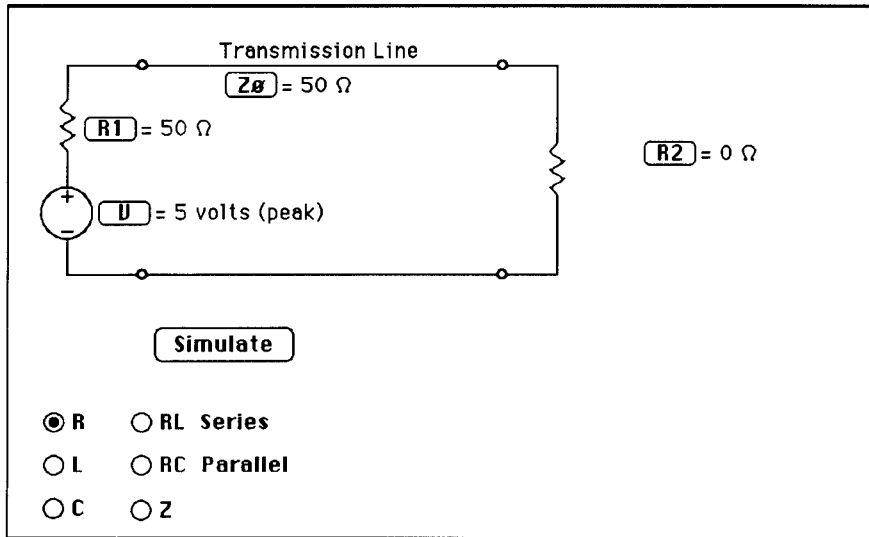 Transmission Line
Zø = 50 Ω
R1 = 50 Ω
R2 = 0 Ω
+
V = 5 volts (peak)
−
Simulate
R
RL Series
L
RC Parallel
C
Z